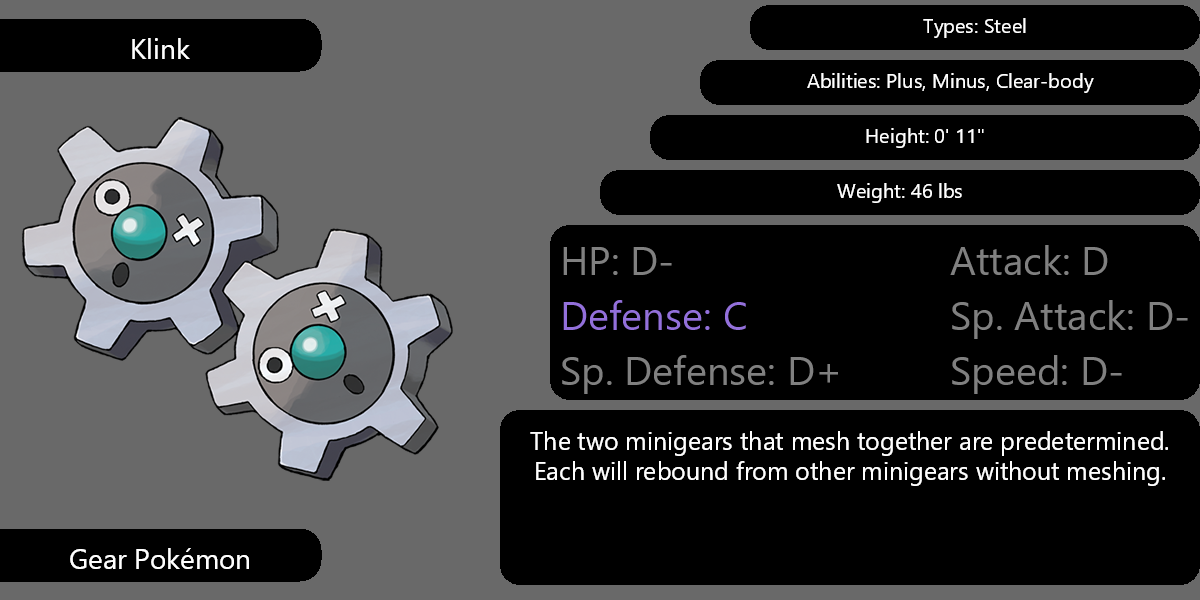 Klink
Types: Steel
Abilities: Plus, Minus, Clear-body
Height: 0' 11"
Weight: 46 lbs
HP: D-
Attack: D
Defense: C
Sp. Attack: D-
Sp. Defense: D+
Speed: D-
The two minigears that mesh together are predetermined.
Each will rebound from other minigears without meshing.
Gear Pokémon